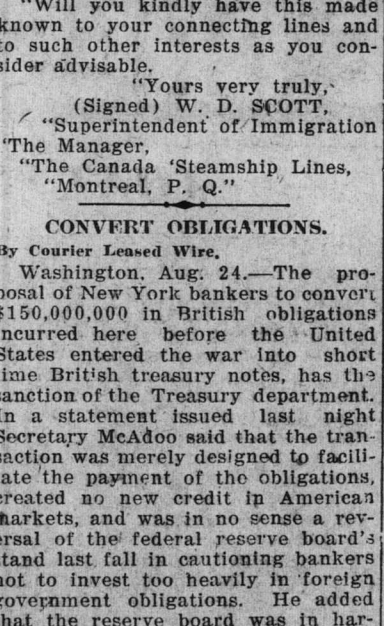 "Will you kindly have this made
known to your connecting lines and
to such other interests as you con-
sider advisable.
"Yours very truly,
(Signed) W. D. SCOTT,
"Superintendent of Immigration
'The Manager,
"The Canada 'Steamship Lines,
"Montreal, P. Q."
CONVERT OBLIGATIONS.
By Courier Leased Wire.
Washington, Aug. 24.—The pro-
posal of New York bankers to convert
$150,000,000 in British obligations
incurred here before the United
States entered the war into short
time British treasury notes, has the
sanction of the Treasury department.
In a statement issued last night
Secretary McAdoo said that the tran-
saction was merely designed to facili-
ate the payment of the obligations,
created no new credit in American
markets, and was in no sense a rev-
ersal of the federal reserve board's
stand last fall in cautioning bankers
not to invest too heavily in foreign
government obligations. He added
that the reserve board was in har-